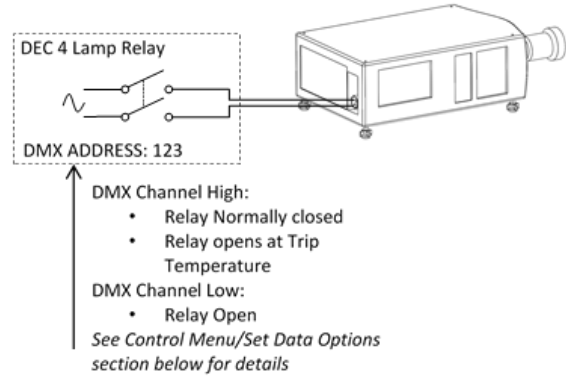 DEC 4 Lamp Relay
DMX ADDRESS: 123
DMX Channel High:
• Relay Normally closed
• Relay opens at Trip
Temperature
DMX Channel Low:
• Relay Open
See Control Menu/Set Data Options
section below for details